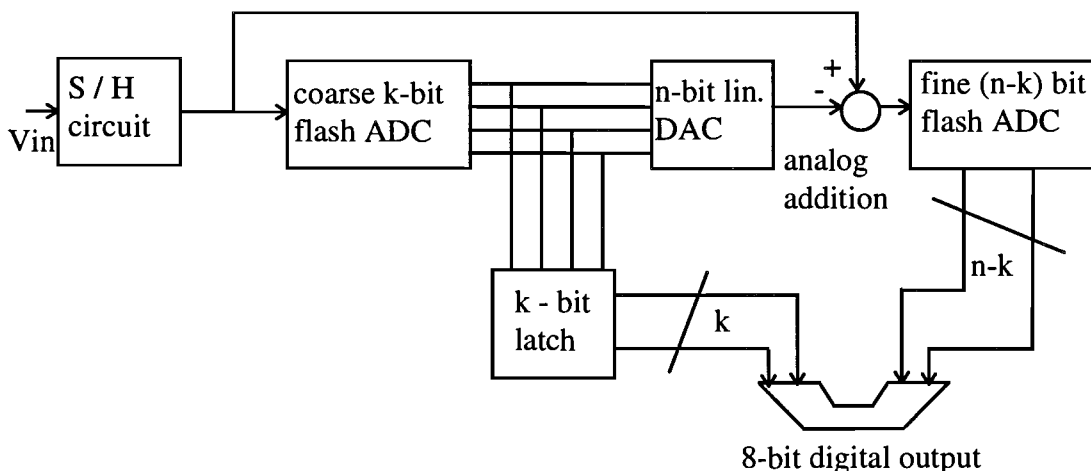 S / H
circuit
Vin
coarse k-bit
flash ADC
n-bit lin.
DAC
+
-
analog
addition
fine (n-k) bit
flash ADC
n-k
k - bit
latch
k
8-bit digital output